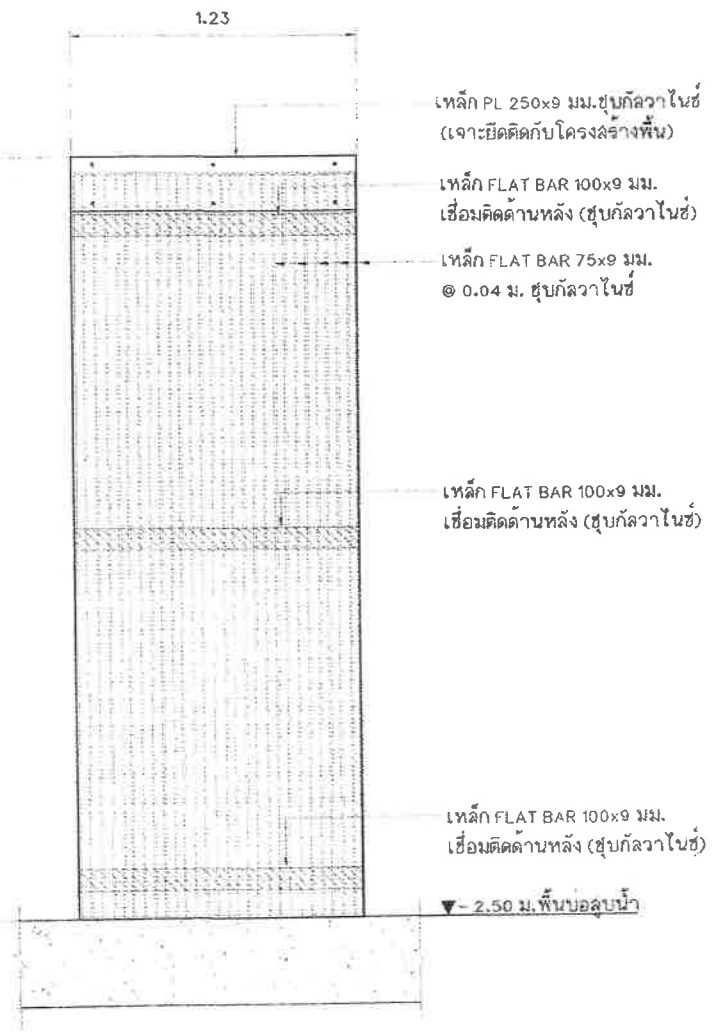 1.23
เหล็ก PL 250x9 มม.ชุบกัลวาไนซ์
(เจาะยึดติดกับโครงสร้างพื้น)
เหล็ก FLAT BAR 100x9 มม.
เชื่อมติดด้านหลัง (ชุบกัลวาไนซ์)
เหล็ก FLAT BAR 75x9 มม.
@ 0.04 ม. ชุบกัลวาไนซ์
เหล็ก FLAT BAR 100x9 มม.
เชื่อมติดด้านหลัง (ชุบกัลวาไนซ์)
เหล็ก FLAT BAR 100x9 มม.
เชื่อมติดด้านหลัง (ชุบกัลวาไนซ์)
▼- 2.50 ม.พื้นบ่อสูบน้ำ